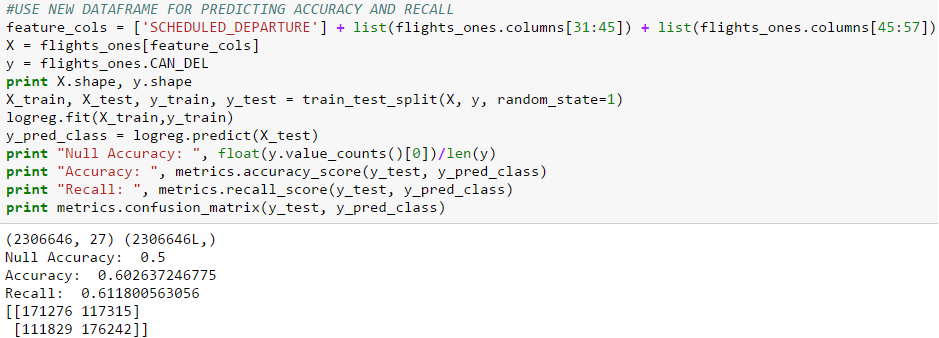 #USE NEW DATAFRAME FOR PREDICTING ACCURACY AND RECALL
feature_cols = ['SCHEDULED_DEPARTURE'] + list(flights_ones.columns[31:45]) + list(flights_ones.columns[45:57])
X = flights_ones[feature_cols]
y = flights_ones.CAN_DEL
print X.shape, y.shape
X_train, X_test, y_train, y_test = train_test_split(X, y, random_state=1)
logreg.fit(X_train,y_train)
y_pred_class = logreg.predict(X_test)
print "Null Accuracy: ", float(y.value_counts()[0])/len(y)
print "Accuracy: ", metrics.accuracy_score(y_test, y_pred_class)
print "Recall: ", metrics.recall_score(y_test, y_pred_class)
print metrics.confusion_matrix(y_test, y_pred_class)
(2306646, 27) (2306646L,)
Null Accuracy:  0.5
Accuracy:  0.602637246775
Recall:  0.611800563056
[[171276 117315]
 [111829 176242]]